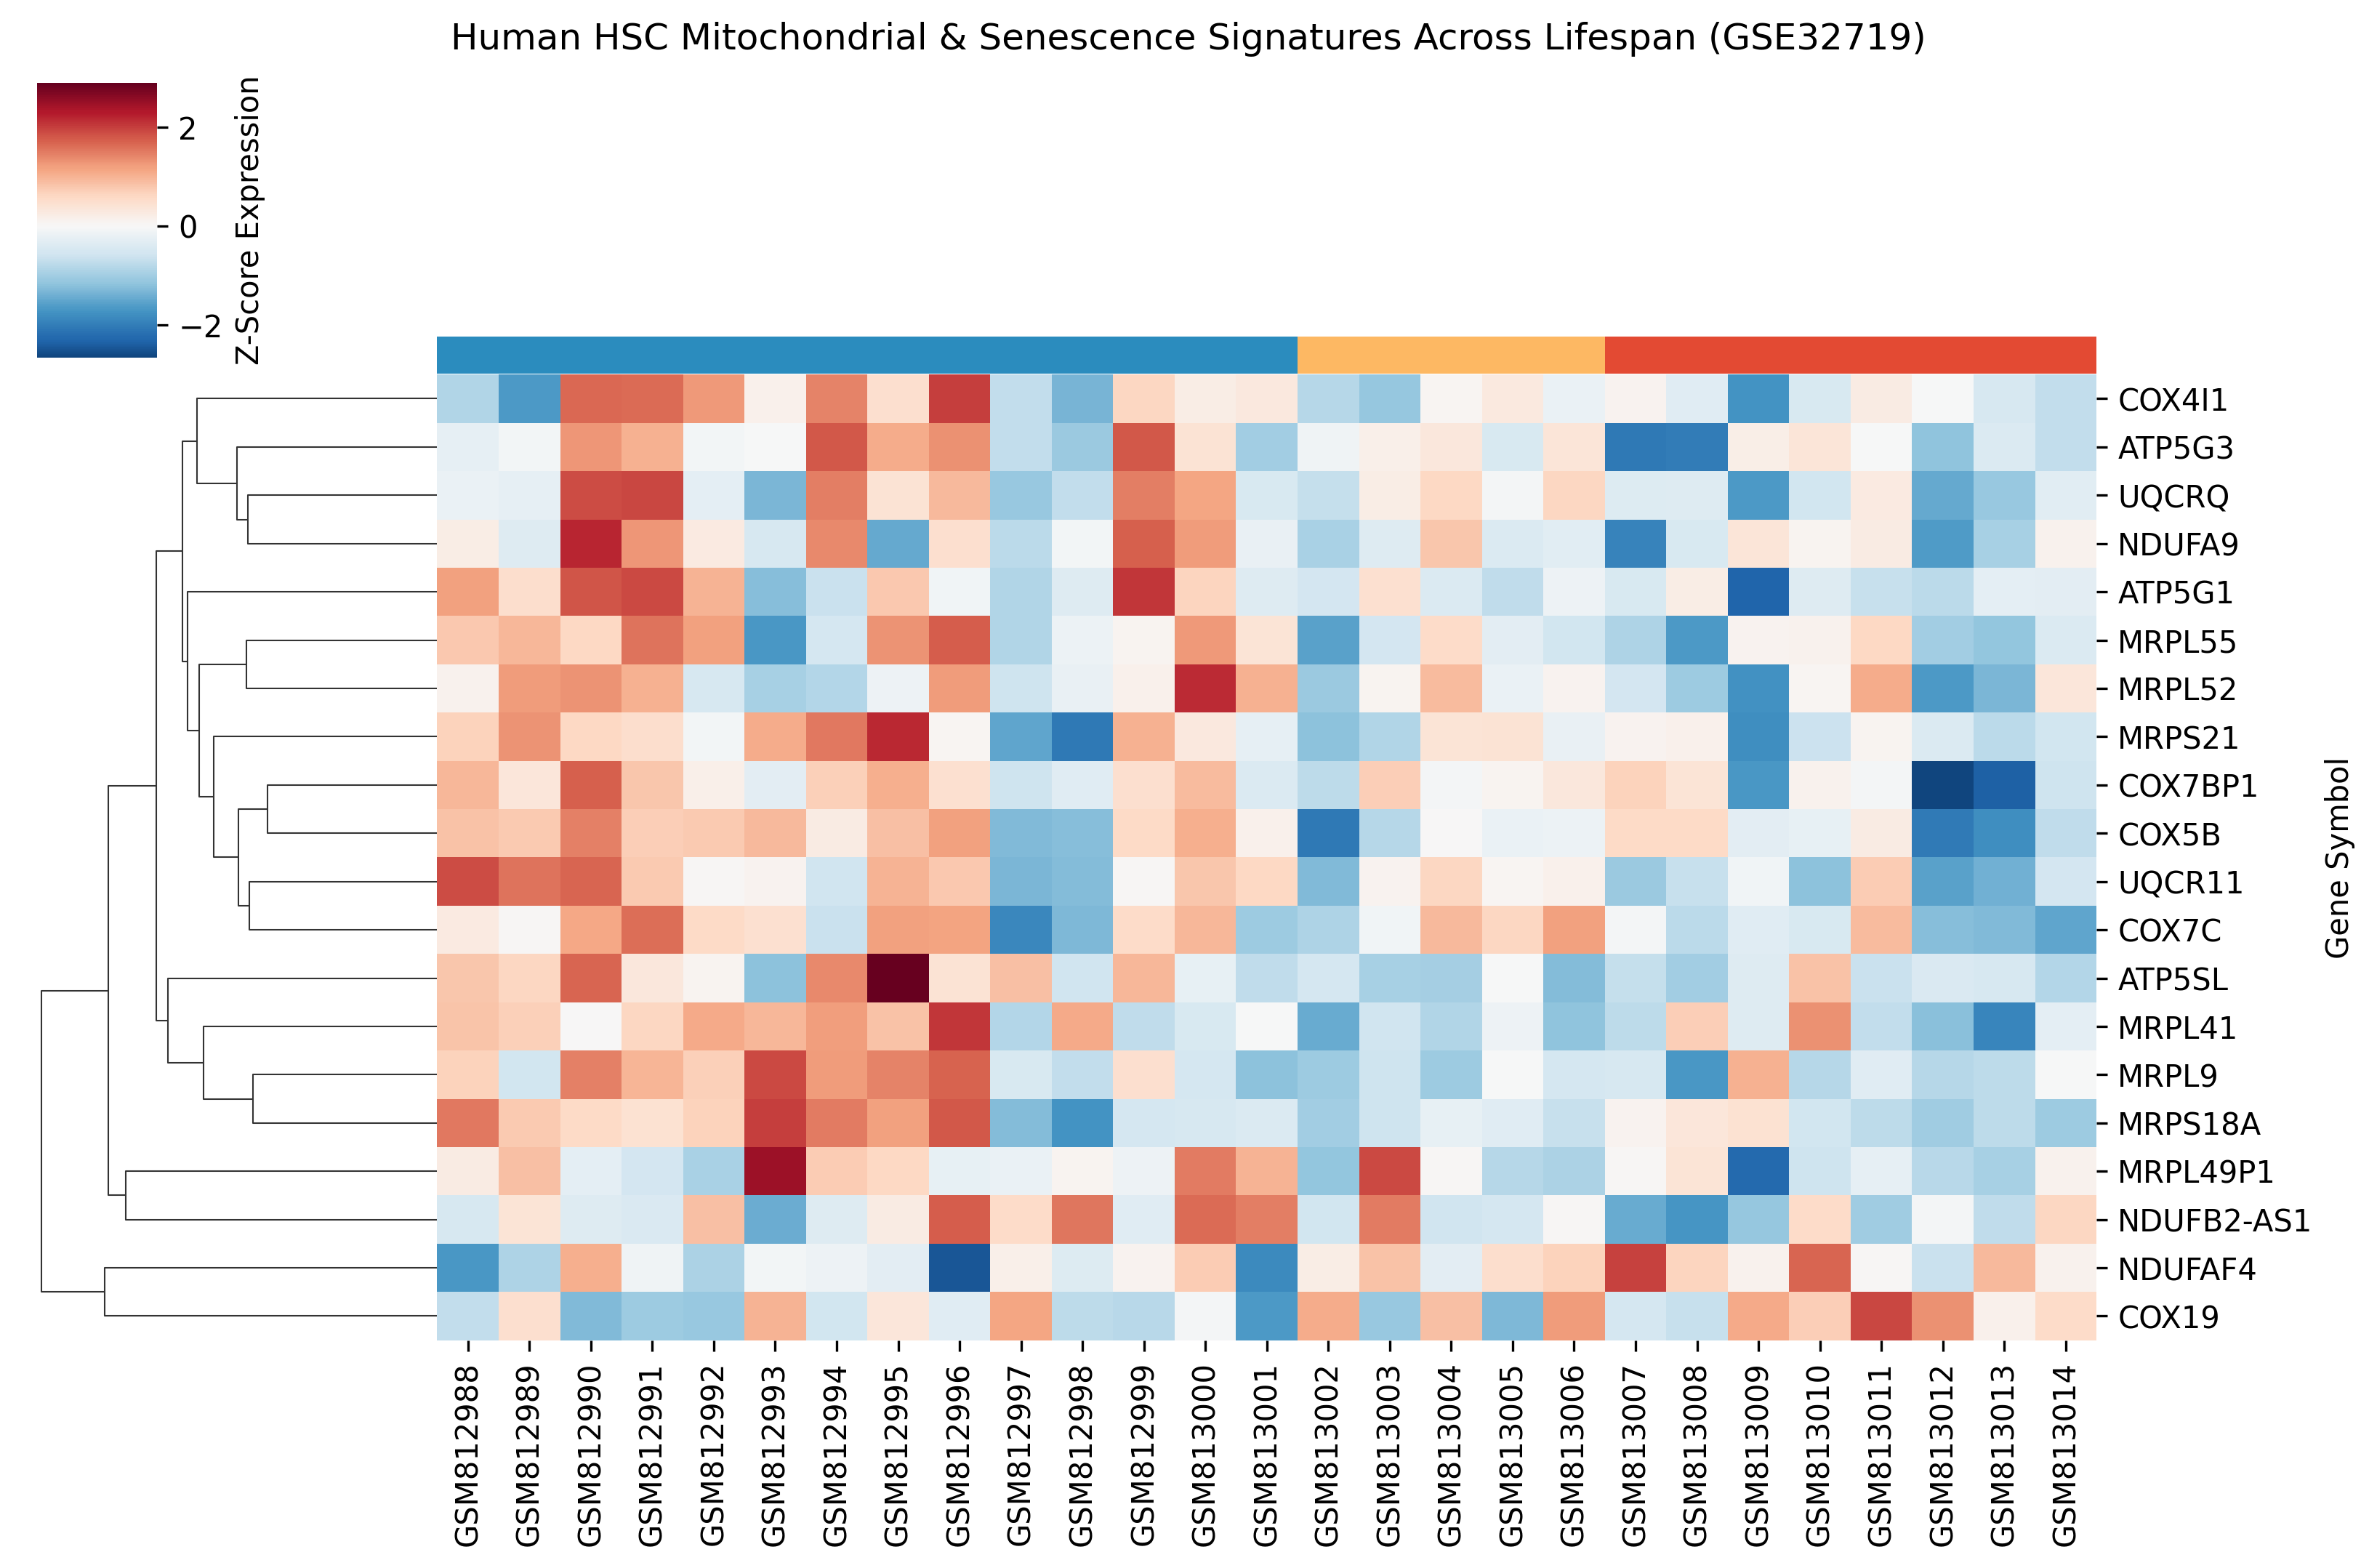 Human HSC Mitochondrial & Senescence Signatures Across Lifespan (GSE32719)
2
0
−2
Z-Score Expression
COX4I1
ATP5G3
UQCRQ
NDUFA9
ATP5G1
MRPL55
MRPL52
MRPS21
COX7BP1
COX5B
UQCR11
COX7C
ATP5SL
MRPL41
MRPL9
MRPS18A
MRPL49P1
NDUFB2-AS1
NDUFAF4
COX19
Gene Symbol
GSM812988
GSM812989
GSM812990
GSM812991
GSM812992
GSM812993
GSM812994
GSM812995
GSM812996
GSM812997
GSM812998
GSM812999
GSM813000
GSM813001
GSM813002
GSM813003
GSM813004
GSM813005
GSM813006
GSM813007
GSM813008
GSM813009
GSM813010
GSM813011
GSM813012
GSM813013
GSM813014